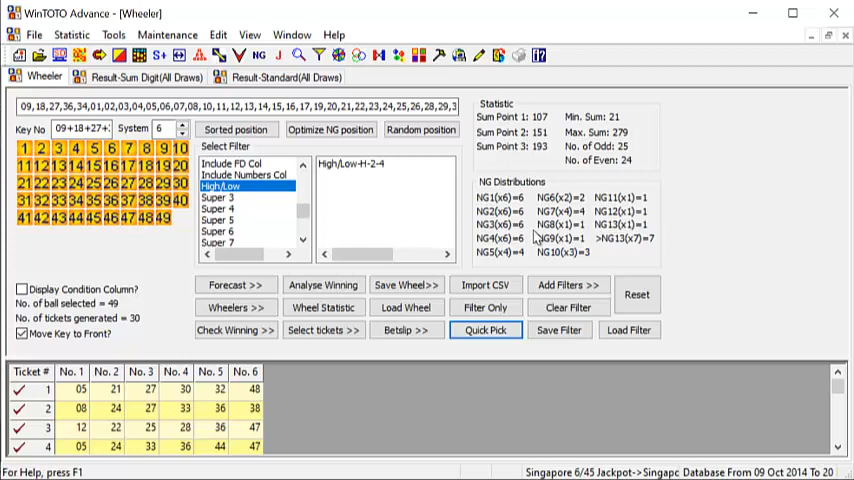 WinTOTO Advance - [Wheeler]
File Statistic Tools Maintenance Edit View Window Help
S+ NG
Wheeler Result-Sum Digit(All Draws) Result-Standard(All Draws)
09,18,27,36,34,01,02,03,04,05,06,07,08,10,11,12,13,14,15,16,17,19,20,21,22,23,24,25,26,28,29,3
Key No 09+18+27+: System 6
Sorted position Optimize NG position Random position
1 2 3 4 5 6 7 8 9 10
11 12 13 14 15 16 17 18 19 20
21 22 23 24 25 26 27 28 29 30
31 32 33 34 35 36 37 38 39 40
41 42 43 44 45 46 47 48 49
Select Filter
Include FD Col
Include Numbers Col
High/Low
Super 3
Super 4
Super 5
Super 6
Super 7
High/Low-H-2-4
Statistic
Sum Point 1: 107 Min. Sum: 21
Sum Point 2: 151 Max. Sum: 279
Sum Point 3: 193 No. of Odd: 25
No. of Even: 24
NG Distributions
NG1(x6)=6 NG6(x2)=2 NG11(x1)=1
NG2(x6)=6 NG7(x4)=4 NG12(x1)=1
NG3(x6)=6 NG8(x1)=1 NG13(x1)=1
NG4(x6)=6 NG9(x1)=1 >NG13(x7)=7
NG5(x4)=4 NG10(x3)=3
Display Condition Column?
No. of ball selected = 49
No. of tickets generated = 30
Move Key to Front?
Forecast >> Analyse Winning Save Wheel>> Import CSV Add Filters >> Reset
Wheelers >> Wheel Statistic Load Wheel Filter Only Clear Filter
Check Winning >> Select tickets >> Betslip >> Quick Pick Save Filter Load Filter
Ticket # No. 1 No. 2 No. 3 No. 4 No. 5 No. 6
1 05 21 27 30 32 48
2 08 24 27 33 36 38
3 12 22 25 28 36 47
4 05 24 33 36 44 47
For Help, press F1 Singapore 6/45 Jackpot->Singapc Database From 09 Oct 2014 To 20